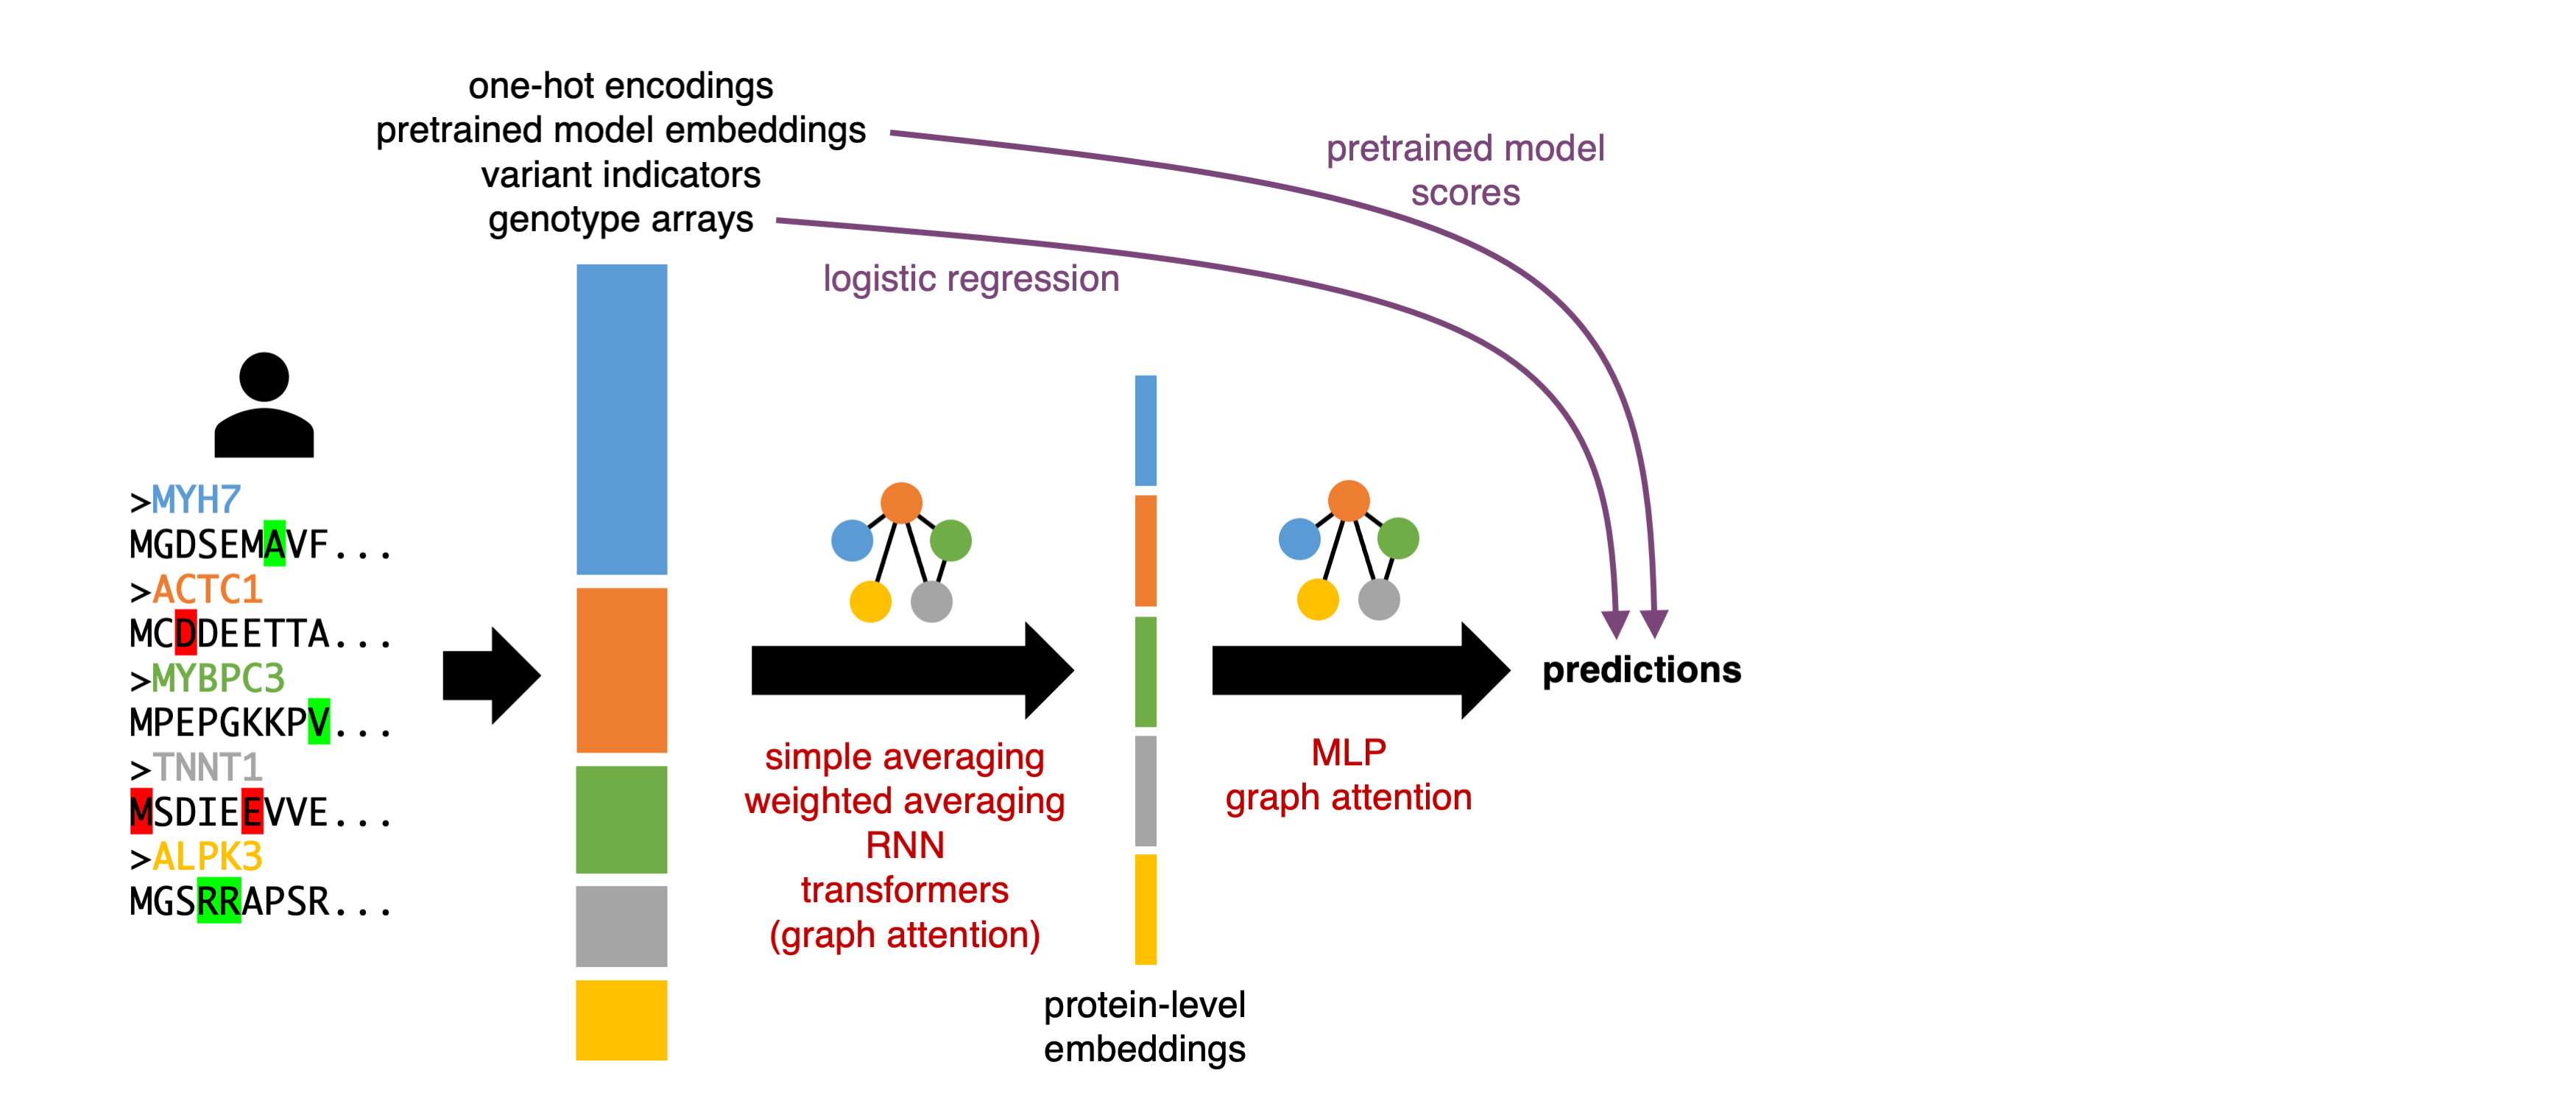 one-hot encodings
pretrained model embeddings
variant indicators
genotype arrays
pretrained model
scores
logistic regression
>MYH7
MGDSEMAVF...
>ACTC1
MCDDEETTA...
>MYBPC3
MPEPGKKPV...
>TNNT1
MSDIEEVVE...
>ALPK3
MGSRRAPSR...
simple averaging
weighted averaging
RNN
transformers
(graph attention)
protein-level
embeddings
MLP
graph attention
predictions